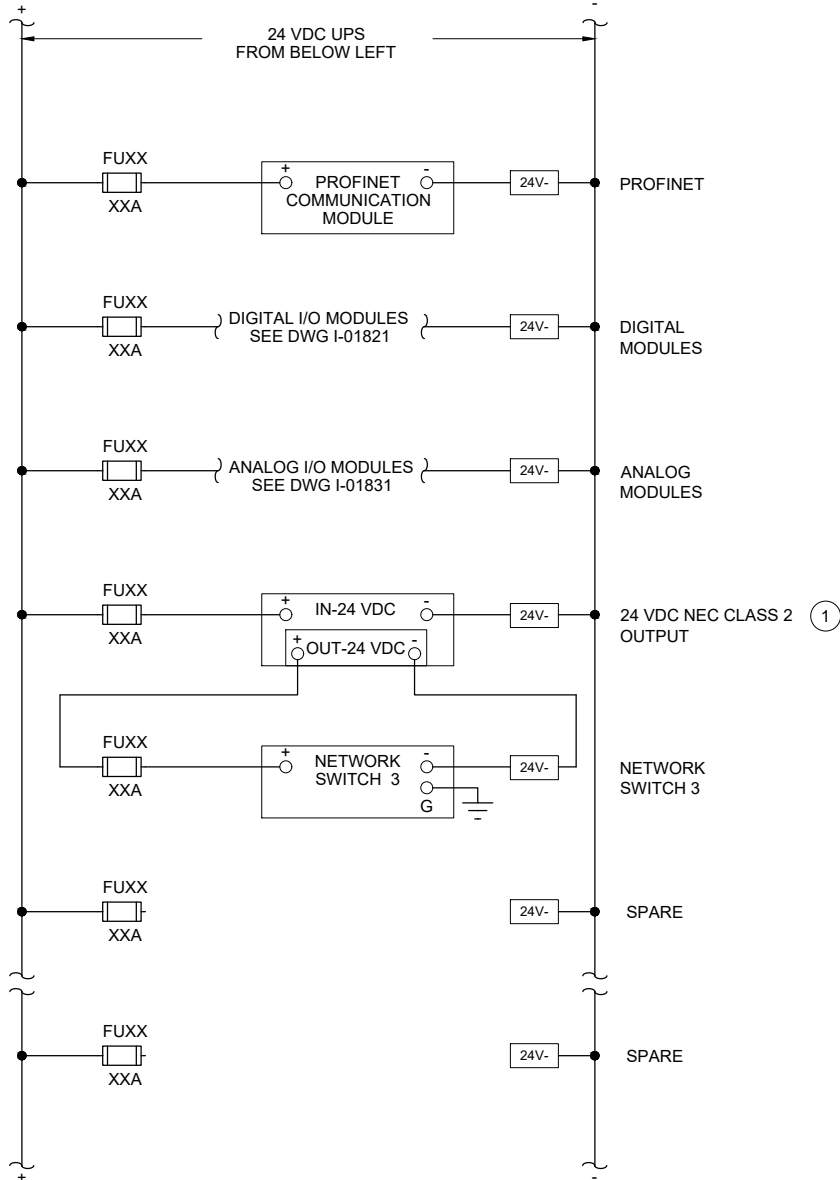 + -
24 VDC UPS
FROM BELOW LEFT
FUXX
XXA
+ -
PROFINET
COMMUNICATION
MODULE
24V-
PROFINET
FUXX
XXA
DIGITAL I/O MODULES
SEE DWG I-01821
24V-
DIGITAL
MODULES
FUXX
XXA
ANALOG I/O MODULES
SEE DWG I-01831
24V-
ANALOG
MODULES
FUXX
XXA
+ -
IN-24 VDC
+ -
OUT-24 VDC
24V-
24 VDC NEC CLASS 2
OUTPUT
1
FUXX
XXA
+ -
NETWORK
SWITCH 3
G
24V-
NETWORK
SWITCH 3
FUXX
XXA
24V-
SPARE
FUXX
XXA
24V-
SPARE
+ -